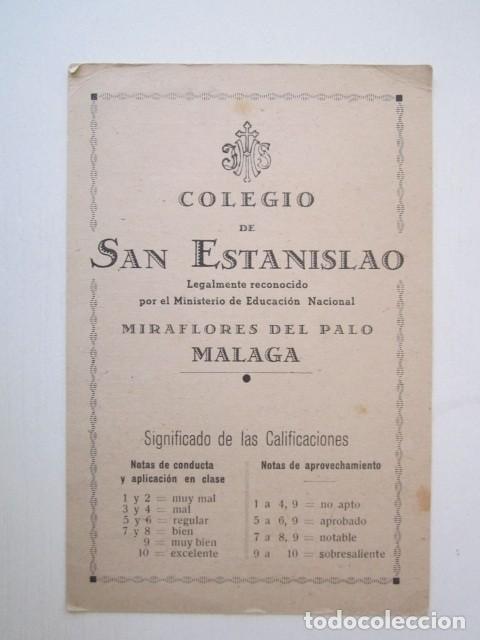 JHS
COLEGIO
DE
SAN ESTANISLAO
Legalmente reconocido
por el Ministerio de Educación Nacional
MIRAFLORES DEL PALO
MALAGA
Significado de las Calificaciones
Notas de conducta
y aplicación en clase
1 y 2 = muy mal
3 y 4 = mal
5 y 6 = regular
7 y 8 = bien
9 = muy bien
10 = excelente
Notas de aprovechamiento
1 a 4, 9 = no apto
5 a 6, 9 = aprobado
7 a 8, 9 = notable
9 a 10 = sobresaliente
todocoleccion
todocoleccion.net